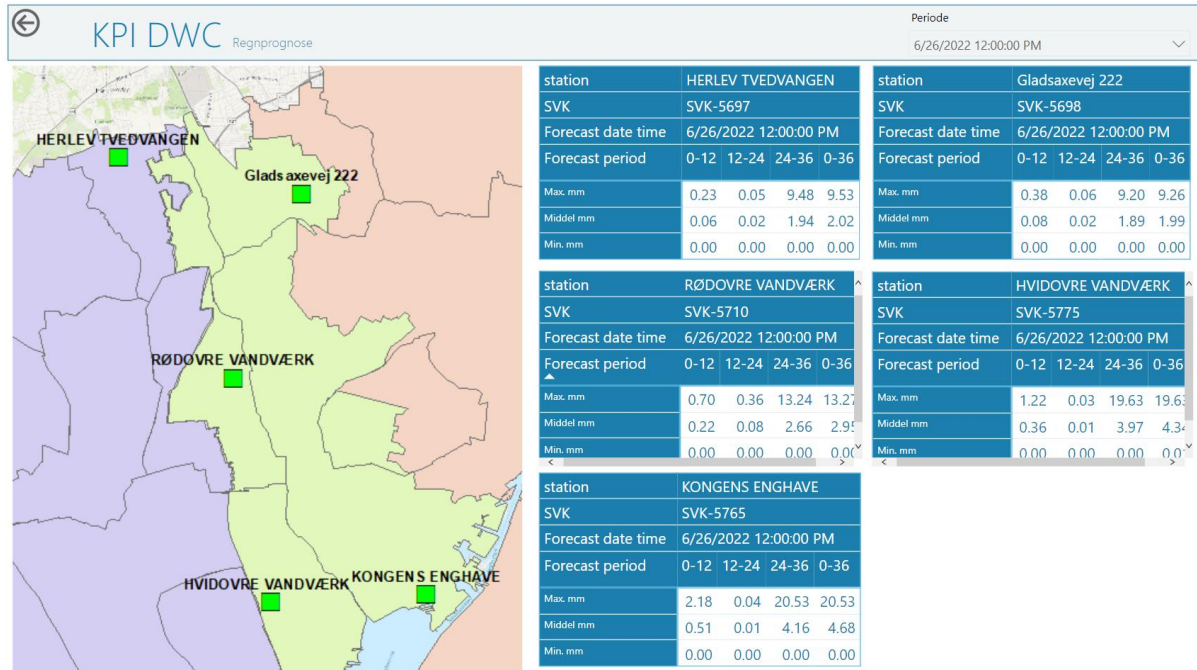 KPI DWC Regnprognose
Periode
6/26/2022 12:00:00 PM
HERLEV TVEDVANGEN
Gladsaxevej 222
RØDOVRE VANDVÆRK
HVIDOVRE VANDVÆRK
KONGENS ENGHAVE
station HERLEV TVEDVANGEN
SVK SVK-5697
Forecast date time 6/26/2022 12:00:00 PM
Forecast period 0-12 12-24 24-36 0-36
Max. mm 0.23 0.05 9.48 9.53
Middel mm 0.06 0.02 1.94 2.02
Min. mm 0.00 0.00 0.00 0.00
station Gladsaxevej 222
SVK SVK-5698
Forecast date time 6/26/2022 12:00:00 PM
Forecast period 0-12 12-24 24-36 0-36
Max. mm 0.38 0.06 9.20 9.26
Middel mm 0.08 0.02 1.89 1.99
Min. mm 0.00 0.00 0.00 0.00
station RØDOVRE VANDVÆRK
SVK SVK-5710
Forecast date time 6/26/2022 12:00:00 PM
Forecast period 0-12 12-24 24-36 0-36
Max. mm 0.70 0.36 13.24 13.27
Middel mm 0.22 0.08 2.66 2.95
Min. mm 0.00 0.00 0.00 0.00
station HVIDOVRE VANDVÆRK
SVK SVK-5775
Forecast date time 6/26/2022 12:00:00 PM
Forecast period 0-12 12-24 24-36 0-36
Max. mm 1.22 0.03 19.63 19.63
Middel mm 0.36 0.01 3.97 4.34
Min. mm 0.00 0.00 0.00
station KONGENS ENGHAVE
SVK SVK-5765
Forecast date time 6/26/2022 12:00:00 PM
Forecast period 0-12 12-24 24-36 0-36
Max. mm 2.18 0.04 20.53 20.53
Middel mm 0.51 0.01 4.16 4.68
Min. mm 0.00 0.00 0.00 0.00